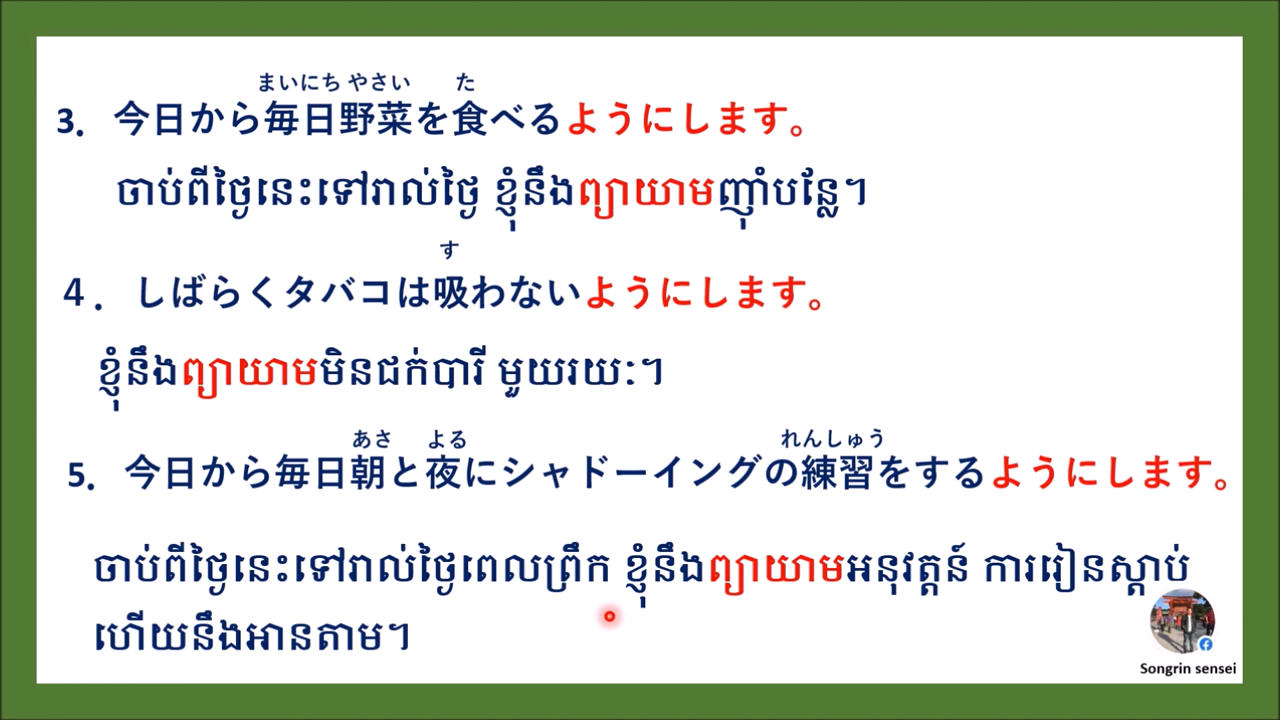 まいにち やさい た
3. 今日から毎日野菜を食べるようにします。
ចាប់ពីថ្ងៃនេះទៅរាល់ថ្ងៃ ខ្ញុំនឹងព្យាយាមញ៉ាំបន្លែ។
す
4. しばらくタバコは吸わないようにします。
ខ្ញុំនឹងព្យាយាមមិនជក់បារី មួយរយៈ។
あさ よる れんしゅう
5. 今日から毎日朝と夜にシャドーイングの練習をするようにします。
ចាប់ពីថ្ងៃនេះទៅរាល់ថ្ងៃពេលព្រឹក ខ្ញុំនឹងព្យាយាមអនុវត្តន៍ ការរៀនស្ដាប់
ហើយនឹងអានតាម។
Songrin sensei